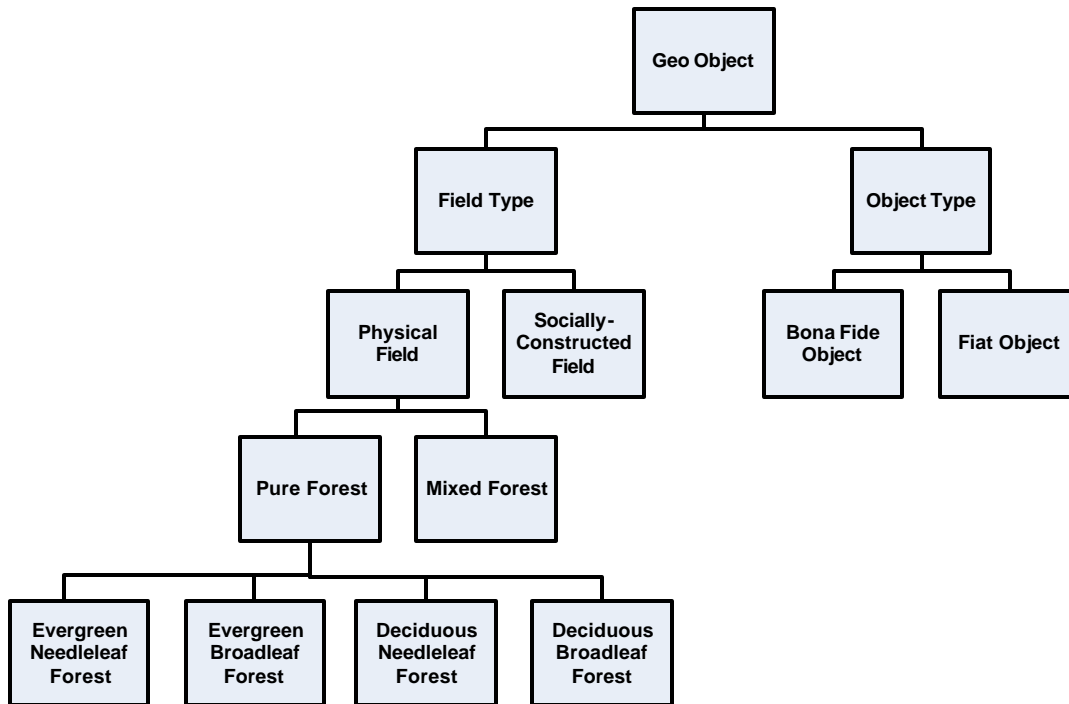 Geo Object
Field Type
Object Type
Physical
Field
Socially-
Constructed
Field
Bona Fide
Object
Fiat Object
Pure Forest
Mixed Forest
Evergreen
Needleleaf
Forest
Evergreen
Broadleaf
Forest
Deciduous
Needleleaf
Forest
Deciduous
Broadleaf
Forest